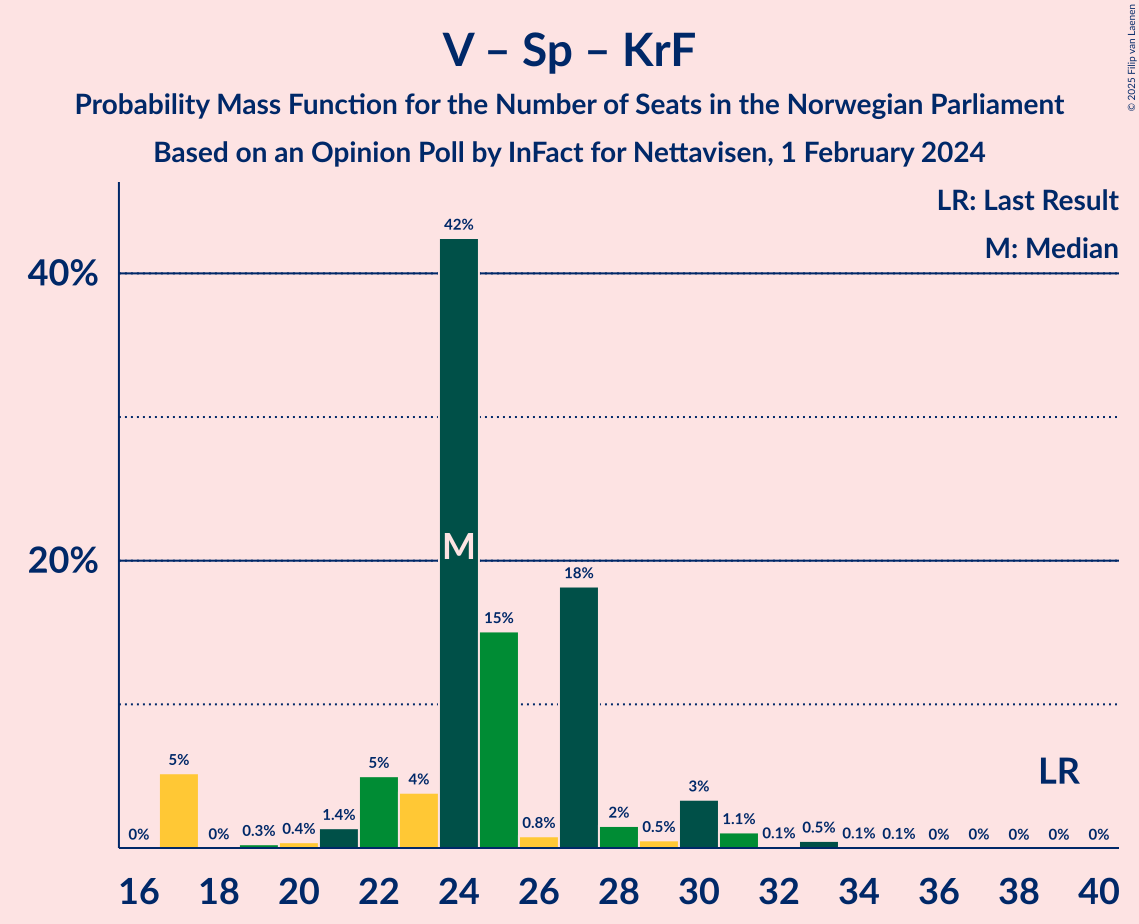 V – Sp – KrF
Probability Mass Function for the Number of Seats in the Norwegian Parliament
Based on an Opinion Poll by InFact for Nettavisen, 1 February 2024
© 2025 Filip van Laenen
LR: Last Result
M: Median
40%
20%
0% 5% 0% 0.3% 0.4% 1.4% 5% 4% 42% 15% 0.8% 18% 2% 0.5% 3% 1.1% 0.1% 0.5% 0.1% 0.1% 0% 0% 0% 0% 0%
M
LR
16 18 20 22 24 26 28 30 32 34 36 38 40